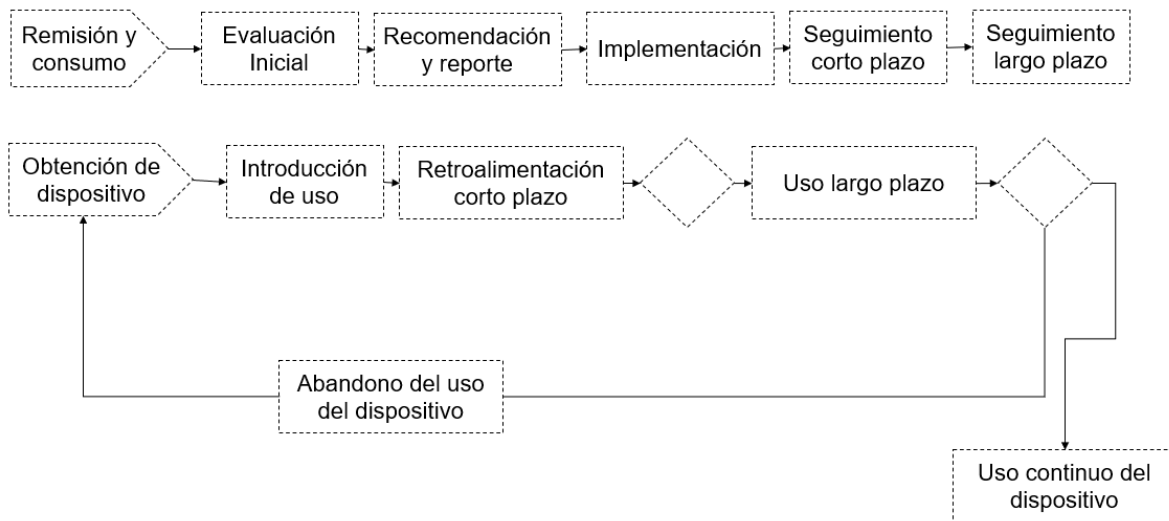 Remisión y
consumo
Evaluación
Inicial
Recomendación
y reporte
Implementación
Seguimiento
corto plazo
Seguimiento
largo plazo
Obtención de
dispositivo
Introducción
de uso
Retroalimentación
corto plazo
Uso largo plazo
Abandono del uso
del dispositivo
Uso continuo del
dispositivo